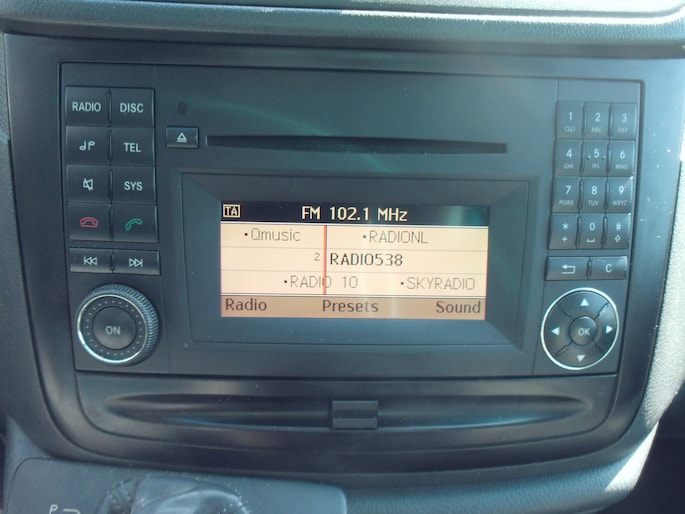 RADIO DISC
TEL
SYS
ON
TA FM 102.1 MHz
•Qmusic •RADIONL
2 RADIO538
•RADIO 10 •SKYRADIO
Radio Presets Sound
1 2 3
ABC DEF
4 5 6
GHI JKL MNO
7 8 9
PQRS TUV WXYZ
* 0 #
+
C
OK
P